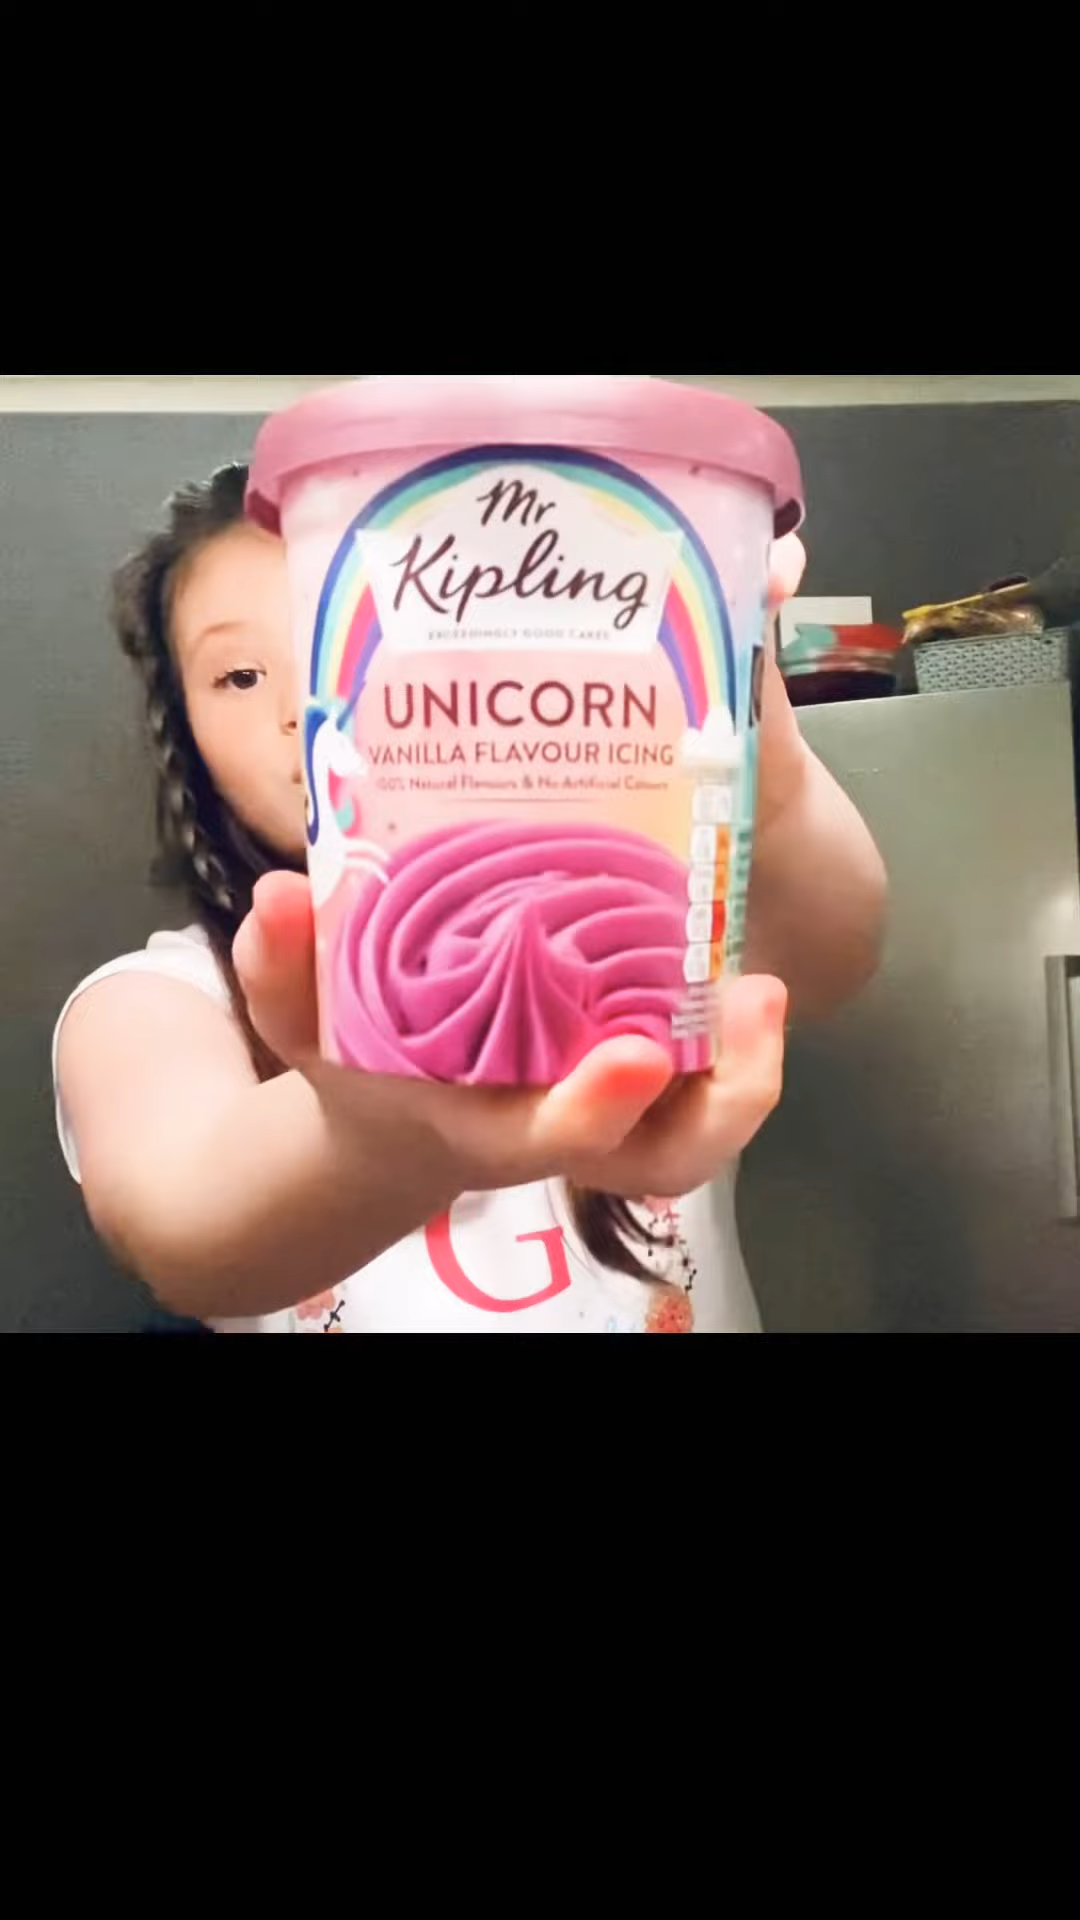 Mr
Kipling
EXCEEDINGLY GOOD CAKES
UNICORN
VANILLA FLAVOUR ICING
100% Natural Flavours & No Artificial Colours
G